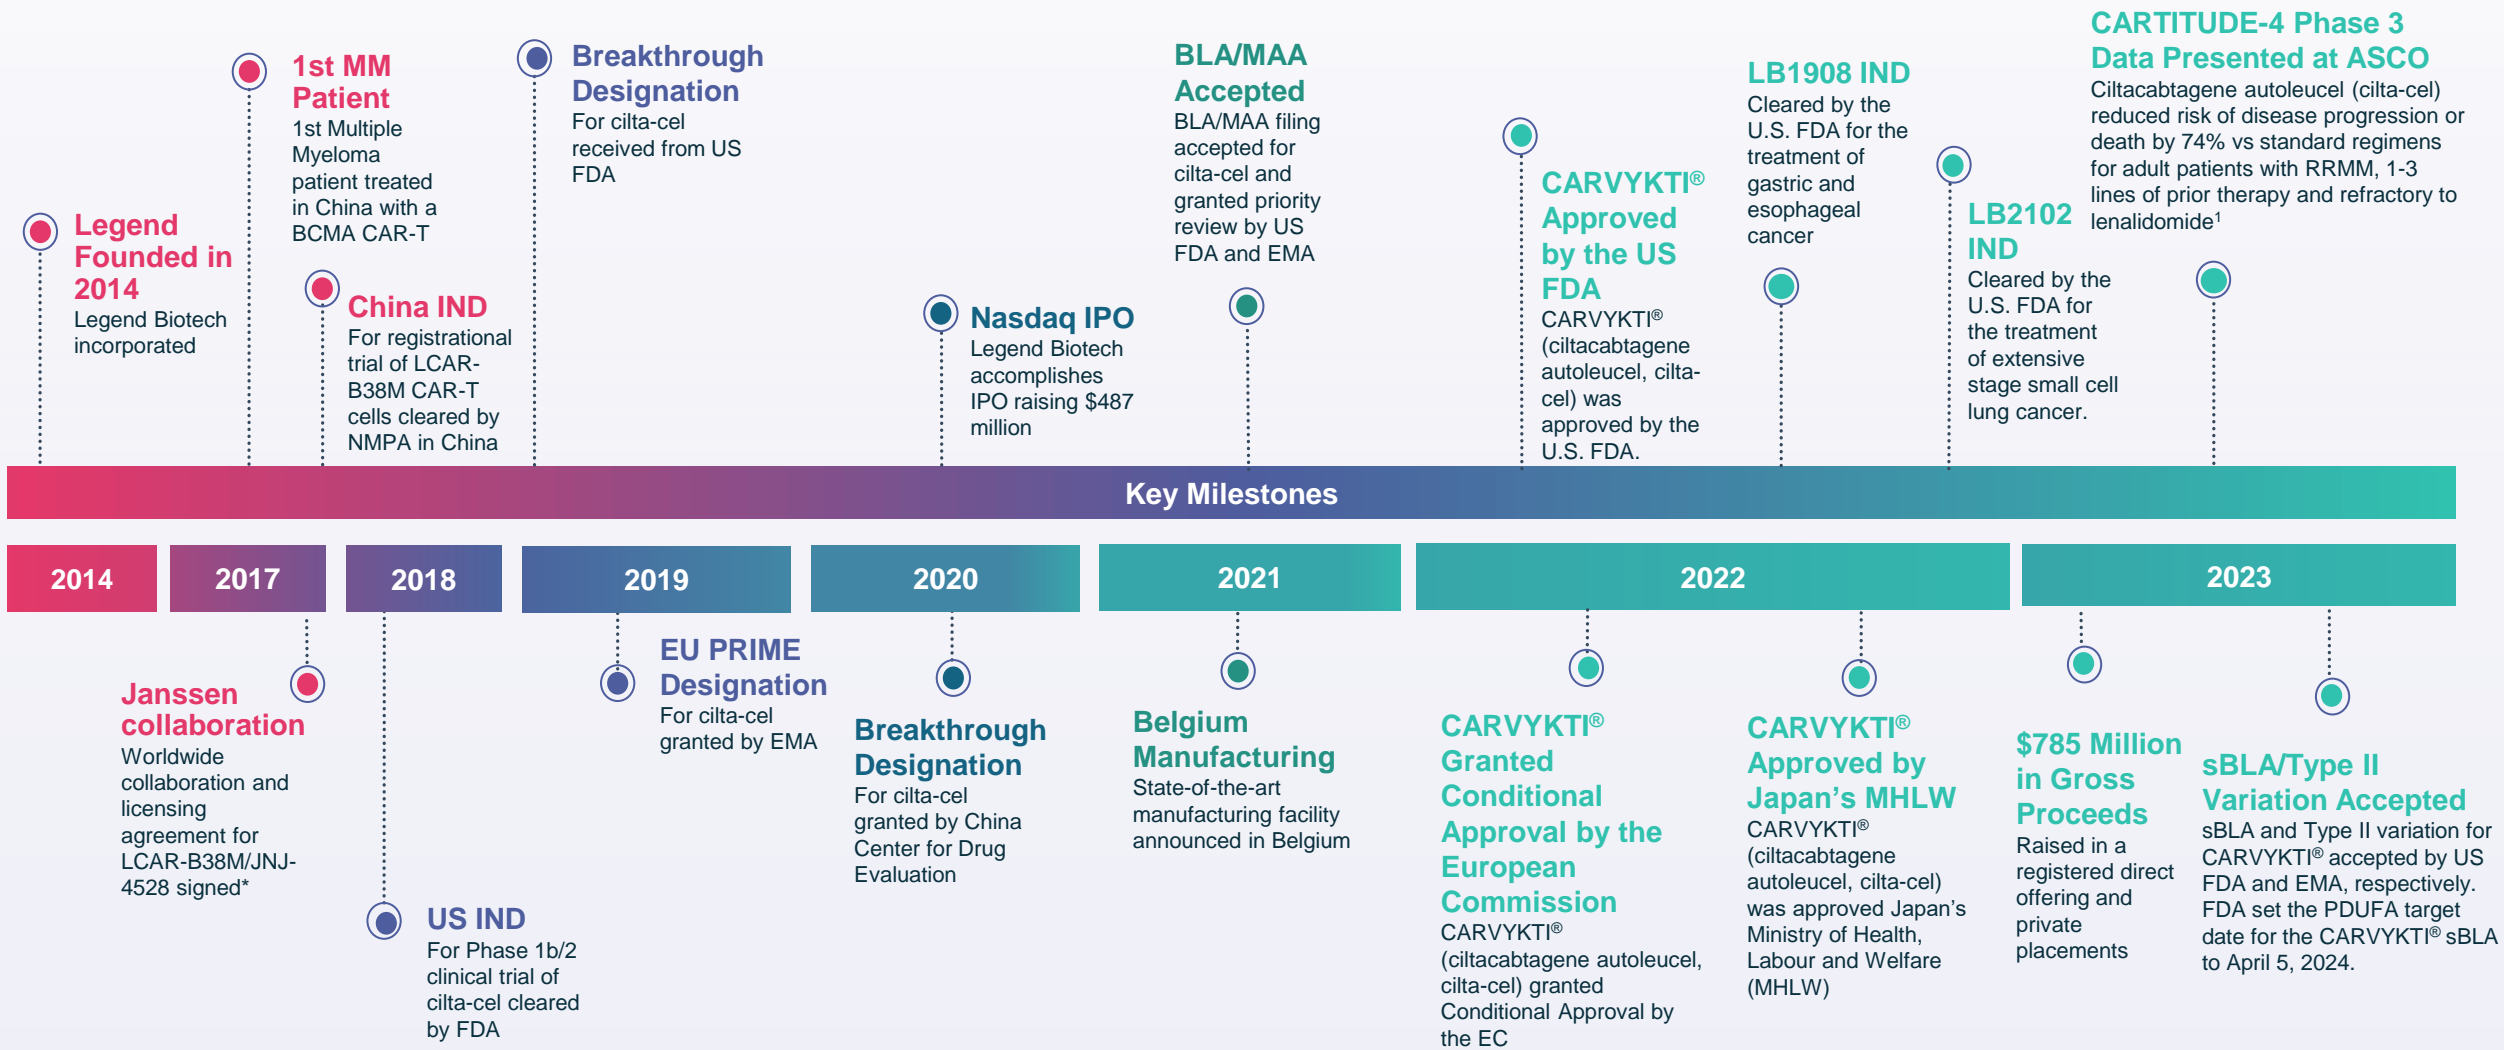 1st MM
Patient
1st Multiple
Myeloma
patient treated
in China with a
BCMA CAR-T
Breakthrough
Designation
For cilta-cel
received from US
FDA
BLA/MAA
Accepted
BLA/MAA filing
accepted for
cilta-cel and
granted priority
review by US
FDA and EMA
LB1908 IND
Cleared by the
U.S. FDA for the
treatment of
gastric and
esophageal
cancer
CARTITUDE-4 Phase 3
Data Presented at ASCO
Ciltacabtagene autoleucel (cilta-cel)
reduced risk of disease progression or
death by 74% vs standard regimens
for adult patients with RRMM, 1-3
lines of prior therapy and refractory to
lenalidomide¹
Legend
Founded in
2014
Legend Biotech
incorporated
China IND
For registrational
trial of LCAR-
B38M CAR-T
cells cleared by
NMPA in China
Nasdaq IPO
Legend Biotech
accomplishes
IPO raising $487
million
CARVYKTI®
Approved
by the US
FDA
CARVYKTI®
(ciltacabtagene
autoleucel, cilta-
cel) was
approved by the
U.S. FDA.
LB2102
IND
Cleared by the
U.S. FDA for
the treatment
of extensive
stage small cell
lung cancer.
Key Milestones
2014
2017
2018
2019
2020
2021
2022
2023
Janssen
collaboration
Worldwide
collaboration and
licensing
agreement for
LCAR-B38M/JNJ-
4528 signed*
US IND
For Phase 1b/2
clinical trial of
cilta-cel cleared
by FDA
EU PRIME
Designation
For cilta-cel
granted by EMA
Breakthrough
Designation
For cilta-cel
granted by China
Center for Drug
Evaluation
Belgium
Manufacturing
State-of-the-art
manufacturing facility
announced in Belgium
CARVYKTI®
Granted
Conditional
Approval by the
European
Commission
CARVYKTI®
(ciltacabtagene autoleucel,
cilta-cel) granted
Conditional Approval by
the EC
CARVYKTI®
Approved by
Japan’s MHLW
CARVYKTI®
(ciltacabtagene
autoleucel, cilta-cel)
was approved Japan’s
Ministry of Health,
Labour and Welfare
(MHLW)
$785 Million
in Gross
Proceeds
Raised in a
registered direct
offering and
private
placements
sBLA/Type II
Variation Accepted
sBLA and Type II variation for
CARVYKTI® accepted by US
FDA and EMA, respectively.
FDA set the PDUFA target
date for the CARVYKTI® sBLA
to April 5, 2024.